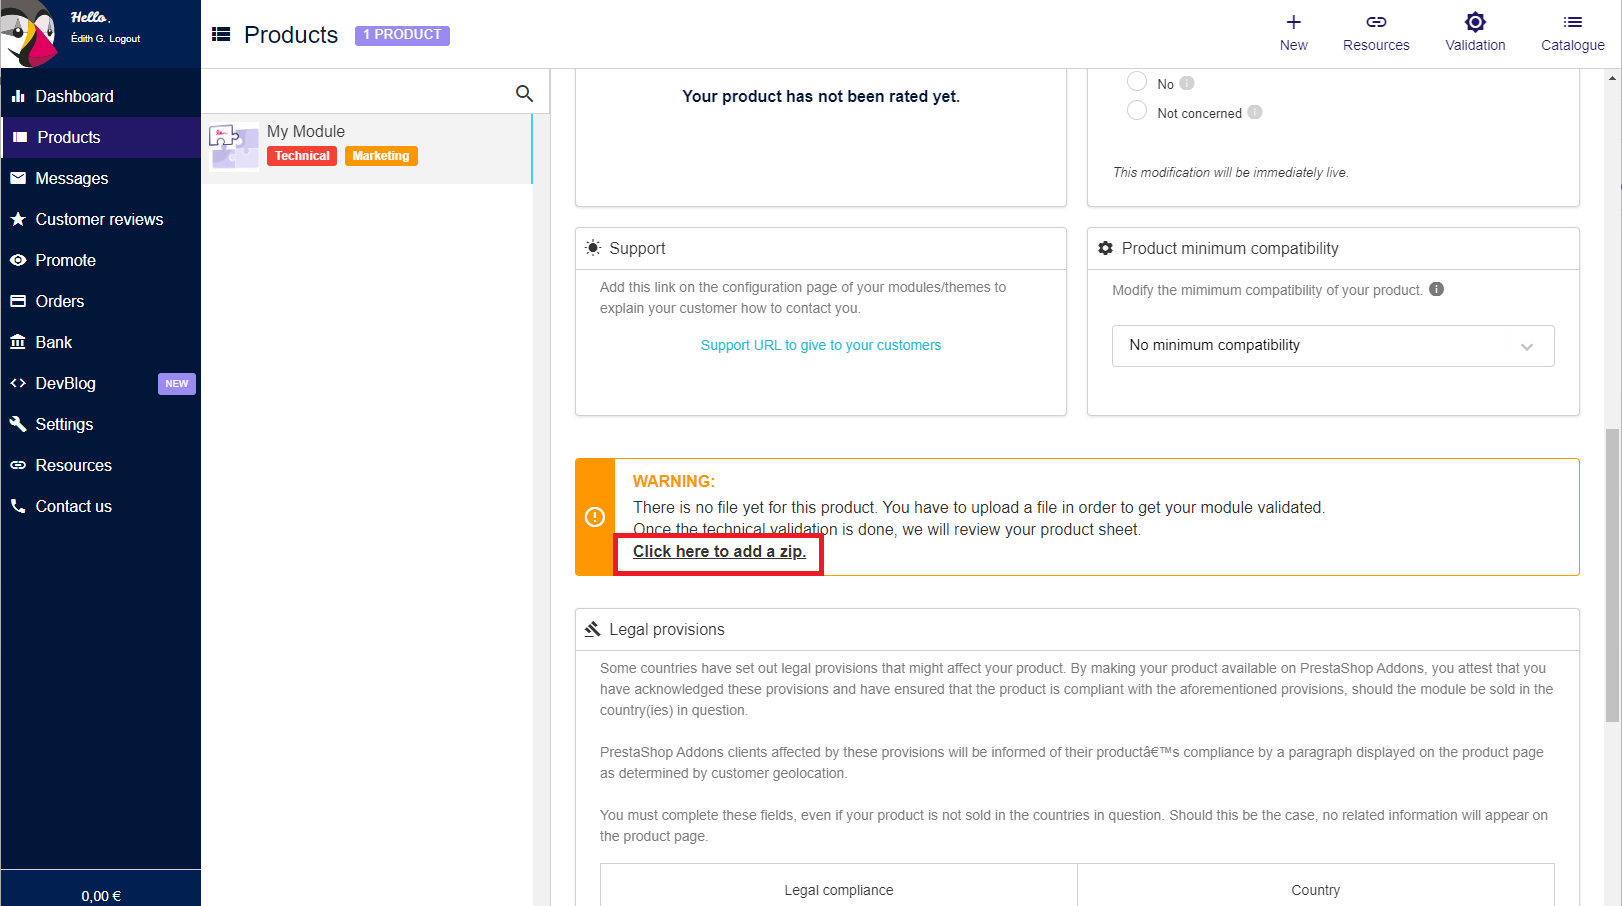 Hello,
Édith G. Logout
Products
1 PRODUCT
New
Resources
Validation
Catalogue
Dashboard
Products
Messages
Customer reviews
Promote
Orders
Bank
DevBlog
NEW
Settings
Resources
Contact us
0,00 €
My Module
Technical
Marketing
Your product has not been rated yet.
No
Not concerned
This modification will be immediately live.
Support
Add this link on the configuration page of your modules/themes to
explain your customer how to contact you.
Support URL to give to your customers
Product minimum compatibility
Modify the mimimum compatibility of your product.
No minimum compatibility
WARNING:
There is no file yet for this product. You have to upload a file in order to get your module validated.
Once the technical validation is done, we will review your product sheet.
Click here to add a zip.
Legal provisions
Some countries have set out legal provisions that might affect your product. By making your product available on PrestaShop Addons, you attest that you
have acknowledged these provisions and have ensured that the product is compliant with the aforementioned provisions, should the module be sold in the
country(ies) in question.
PrestaShop Addons clients affected by these provisions will be informed of their productâ€™s compliance by a paragraph displayed on the product page
as determined by customer geolocation.
You must complete these fields, even if your product is not sold in the countries in question. Should this be the case, no related information will appear on
the product page.
Legal compliance
Country